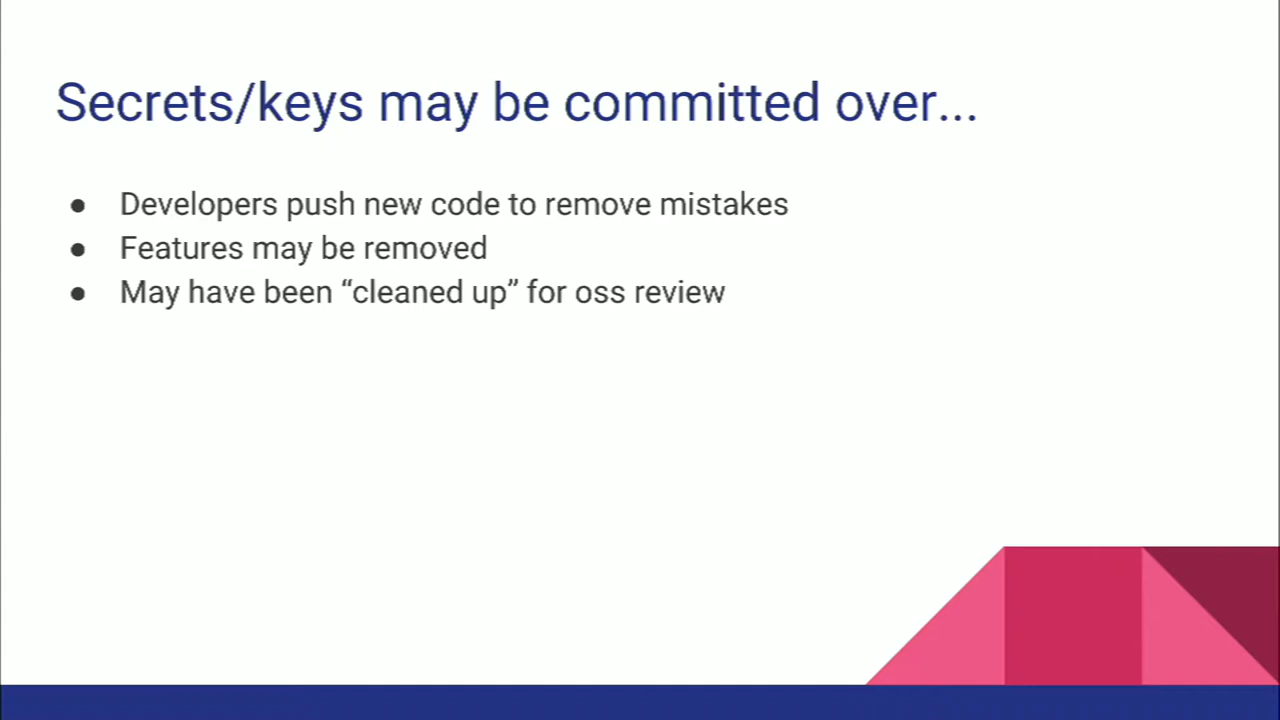 Secrets/keys may be committed over...
● Developers push new code to remove mistakes
● Features may be removed
● May have been “cleaned up” for oss review